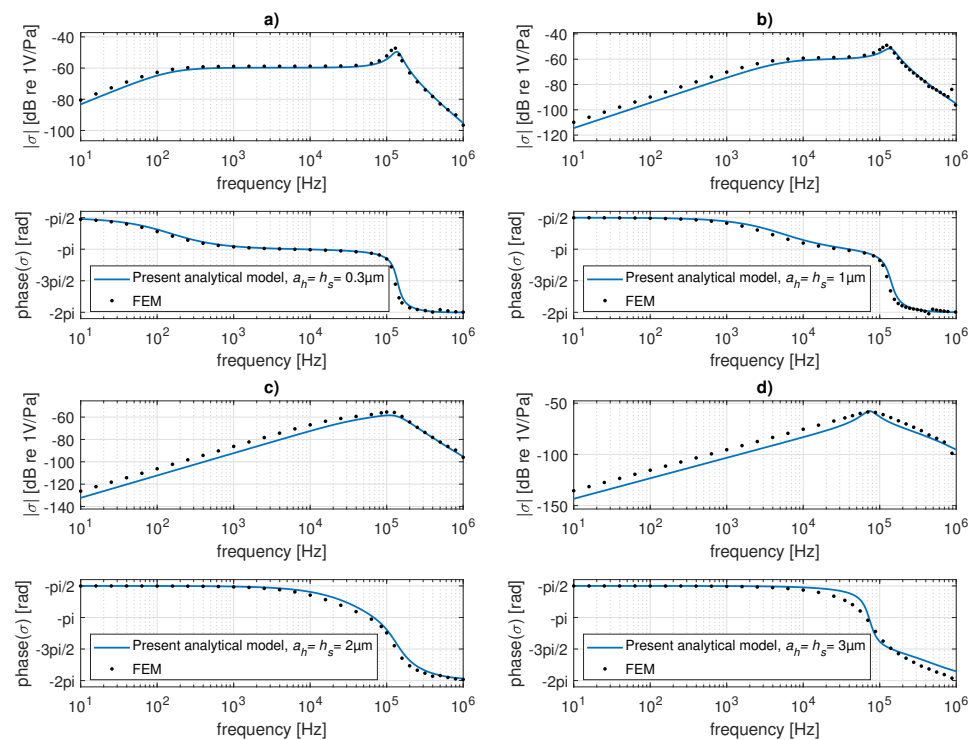 a)
|σ| [dB re 1V/Pa]
-40
-60
-80
-100
10^1 10^2 10^3 10^4 10^5 10^6
frequency [Hz]
phase(σ) [rad]
-pi/2
-pi
-3pi/2
-2pi
Present analytical model, a_h= h_s= 0.3μm
FEM
10^1 10^2 10^3 10^4 10^5 10^6
frequency [Hz]
b)
|σ| [dB re 1V/Pa]
-40
-60
-80
-100
-120
10^1 10^2 10^3 10^4 10^5 10^6
frequency [Hz]
phase(σ) [rad]
-pi/2
-pi
-3pi/2
-2pi
Present analytical model, a_h= h_s= 1μm
FEM
10^1 10^2 10^3 10^4 10^5 10^6
frequency [Hz]
c)
|σ| [dB re 1V/Pa]
-60
-80
-100
-120
-140
10^1 10^2 10^3 10^4 10^5 10^6
frequency [Hz]
phase(σ) [rad]
-pi/2
-pi
-3pi/2
-2pi
Present analytical model, a_h= h_s= 2μm
FEM
10^1 10^2 10^3 10^4 10^5 10^6
frequency [Hz]
d)
|σ| [dB re 1V/Pa]
-50
-100
-150
10^1 10^2 10^3 10^4 10^5 10^6
frequency [Hz]
phase(σ) [rad]
-pi/2
-pi
-3pi/2
-2pi
Present analytical model, a_h= h_s= 3μm
FEM
10^1 10^2 10^3 10^4 10^5 10^6
frequency [Hz]